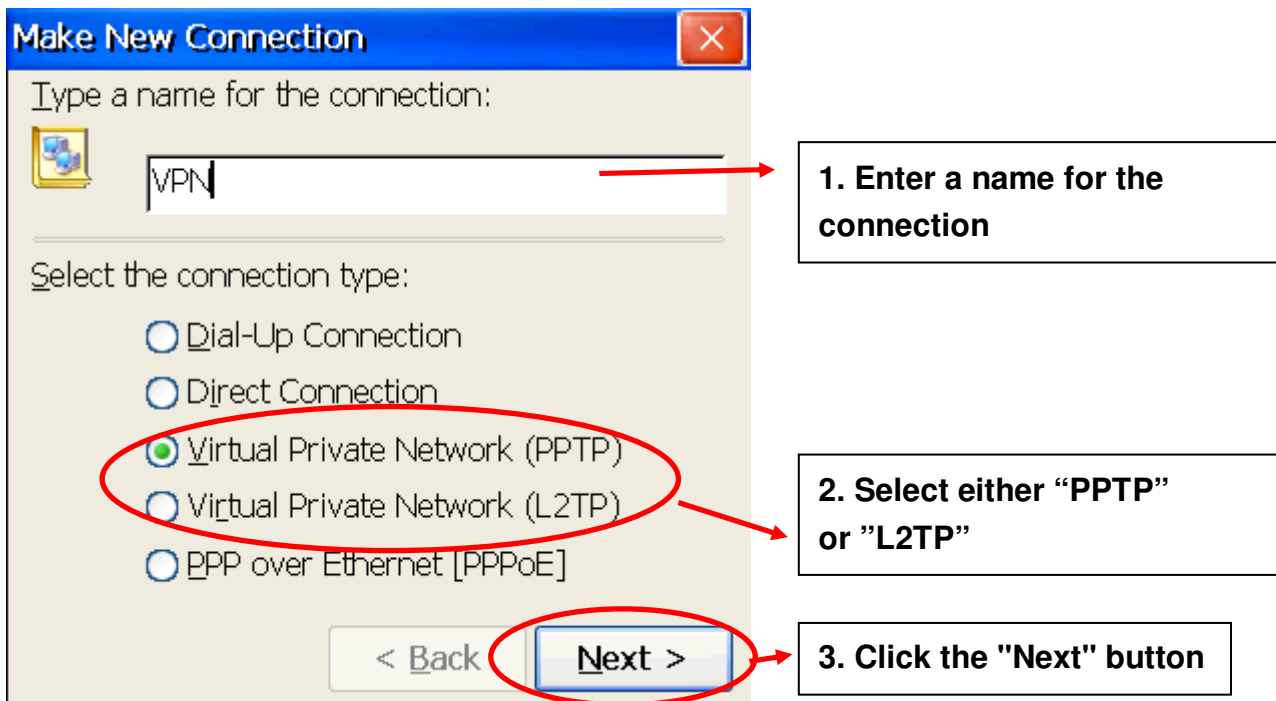 Make New Connection
Type a name for the connection:
VPN
1. Enter a name for the
connection
Select the connection type:
Dial-Up Connection
Direct Connection
Virtual Private Network (PPTP)
Virtual Private Network (L2TP)
PPP over Ethernet [PPPoE]
2. Select either “PPTP”
or ”L2TP”
< Back
Next >
3. Click the "Next" button